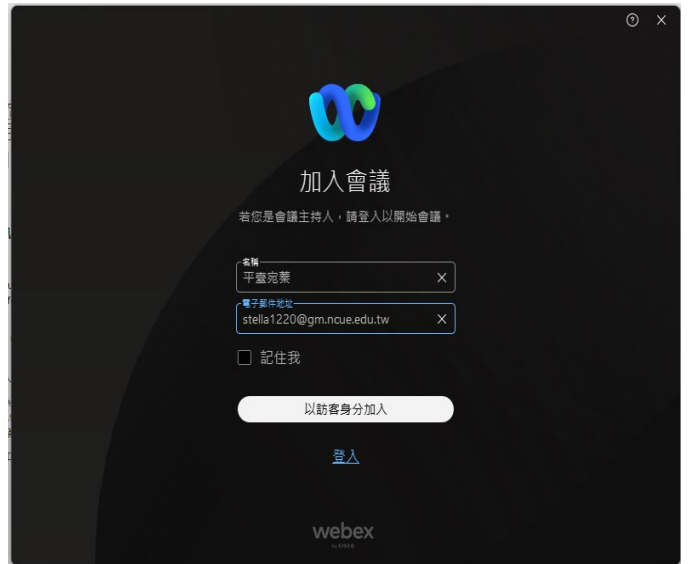 加入會議
若您是會議主持人，請登入以開始會議。
名稱
平臺宛蓁
電子郵件地址
stella1220@gm.ncue.edu.tw
記住我
以訪客身分加入
登入
webex
by CISCO